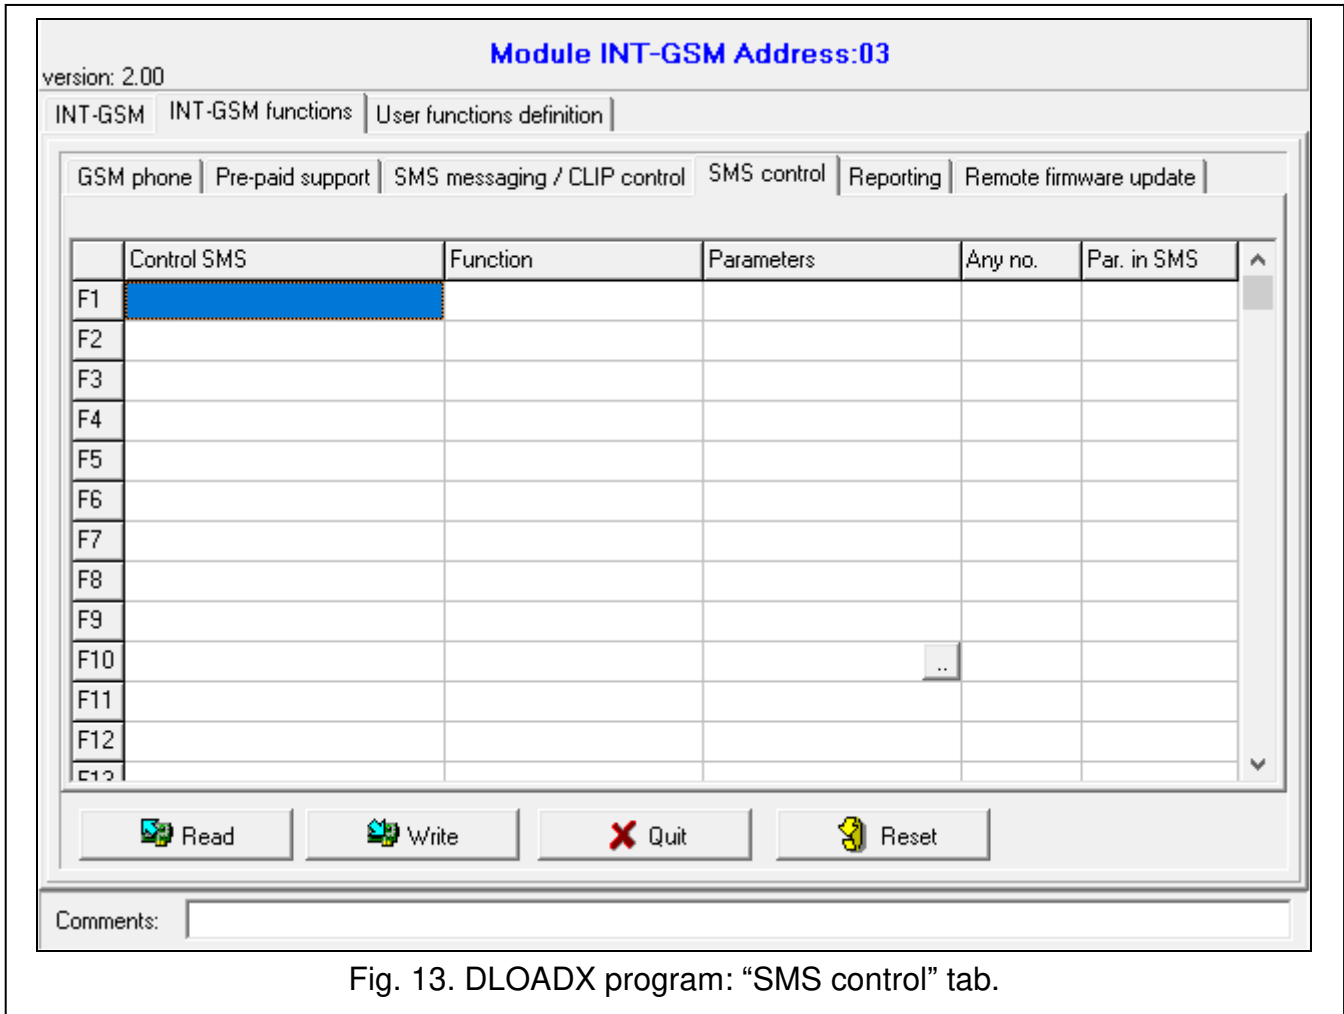 Module INT-GSM Address:03
version: 2.00
INT-GSM INT-GSM functions User functions definition
GSM phone Pre-paid support SMS messaging / CLIP control SMS control Reporting Remote firmware update
Control SMS Function Parameters Any no. Par. in SMS
F1
F2
F3
F4
F5
F6
F7
F8
F9
F10 ..
F11
F12
F13
Read Write Quit Reset
Comments:
Fig. 13. DLOADX program: “SMS control” tab.